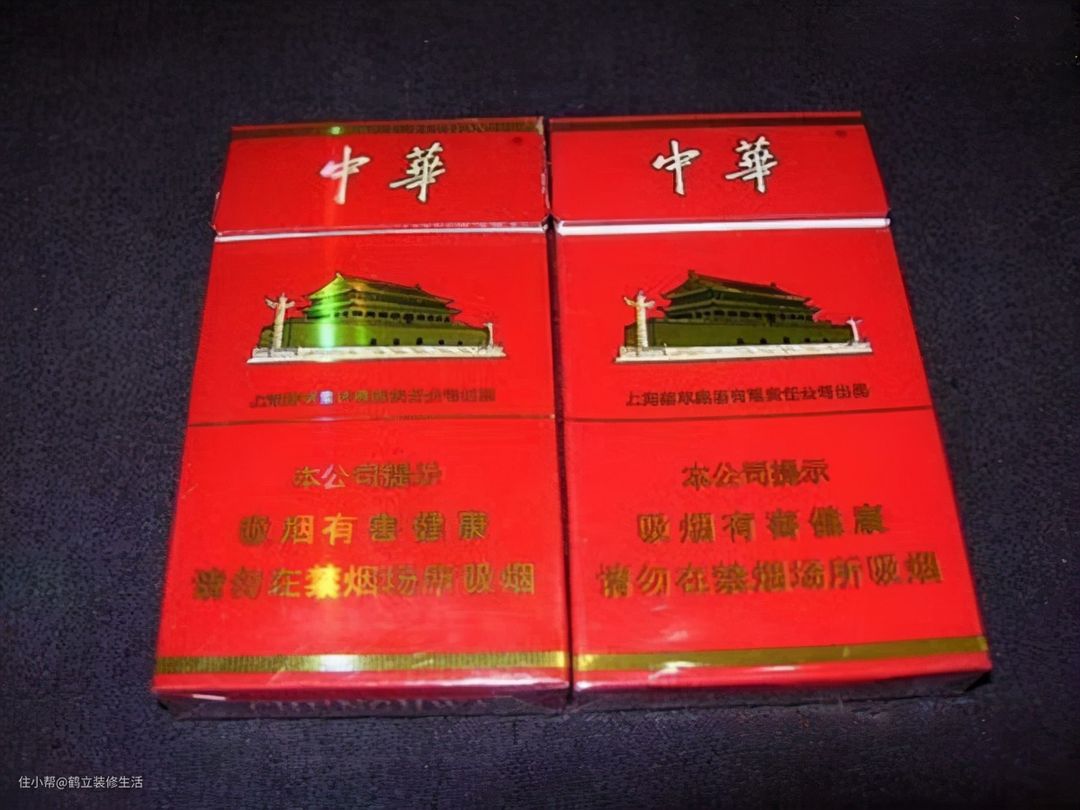 中華
中華
上海烟草集团有限责任公司出品
本公司提示
吸烟有害健康
请勿在禁烟场所吸烟
本公司提示
吸烟有害健康
请勿在禁烟场所吸烟
住小帮@鹤立装修生活